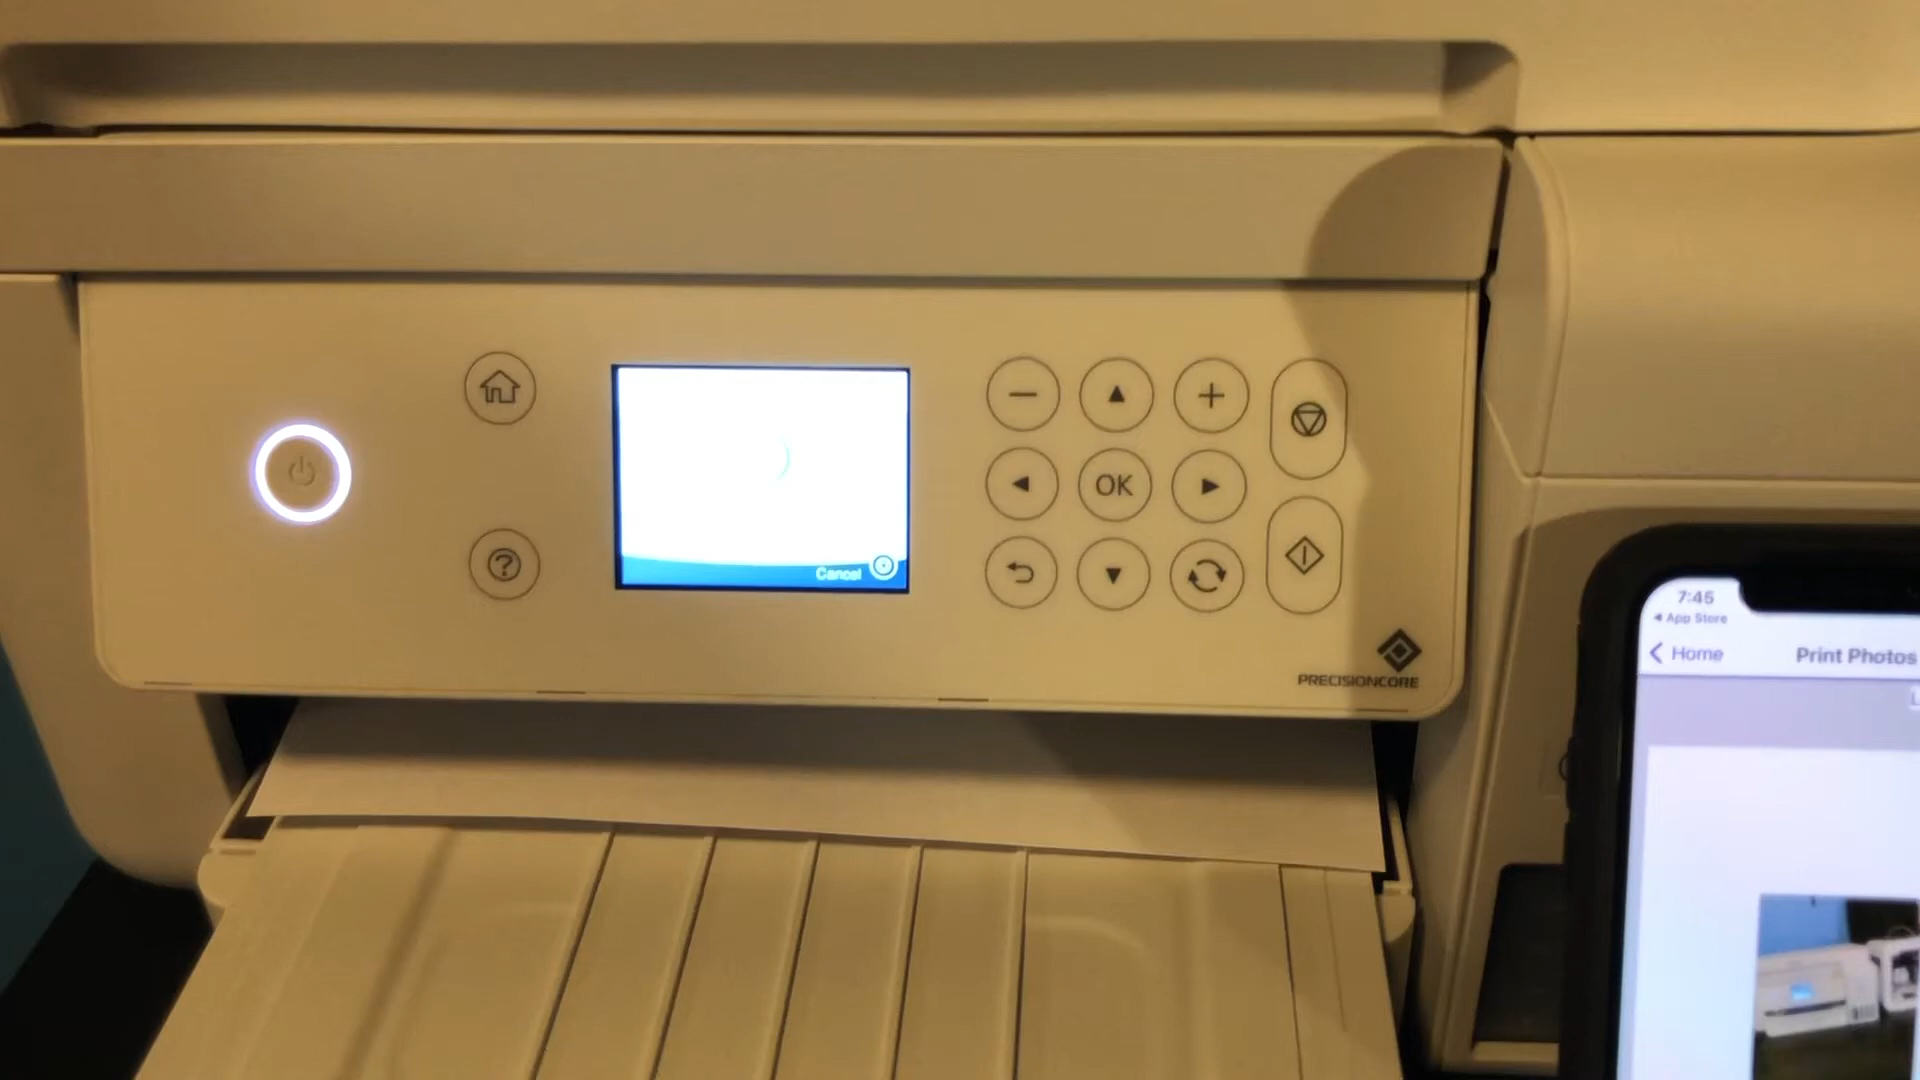 OK
Cancel
PRECISIONCORE
7:45
App Store
Home
Print Photos